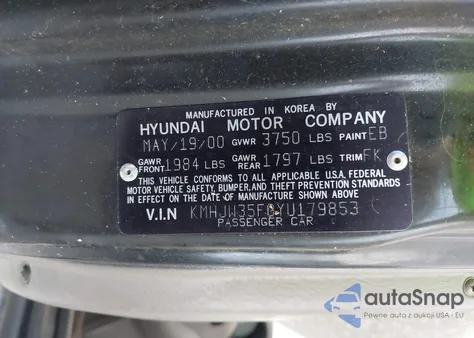 MANUFACTURED IN KOREA BY
HYUNDAI MOTOR COMPANY
MAY/19/00 GVWR 3750 LBS PAINT EB
GAWR FRONT 1984 LBS GAWR REAR 1797 LBS TRIM FK
THIS VEHICLE CONFORMS TO ALL APPLICABLE U.S.A. FEDERAL
MOTOR VEHICLE SAFETY, BUMPER, AND THEFT PREVENTION STANDARDS
IN EFFECT ON THE DATE OF MANUFACTURE SHOWN ABOVE.
V.I.N
PASSENGER CAR
autoSnap
Pewne auta z aukcji USA i EU